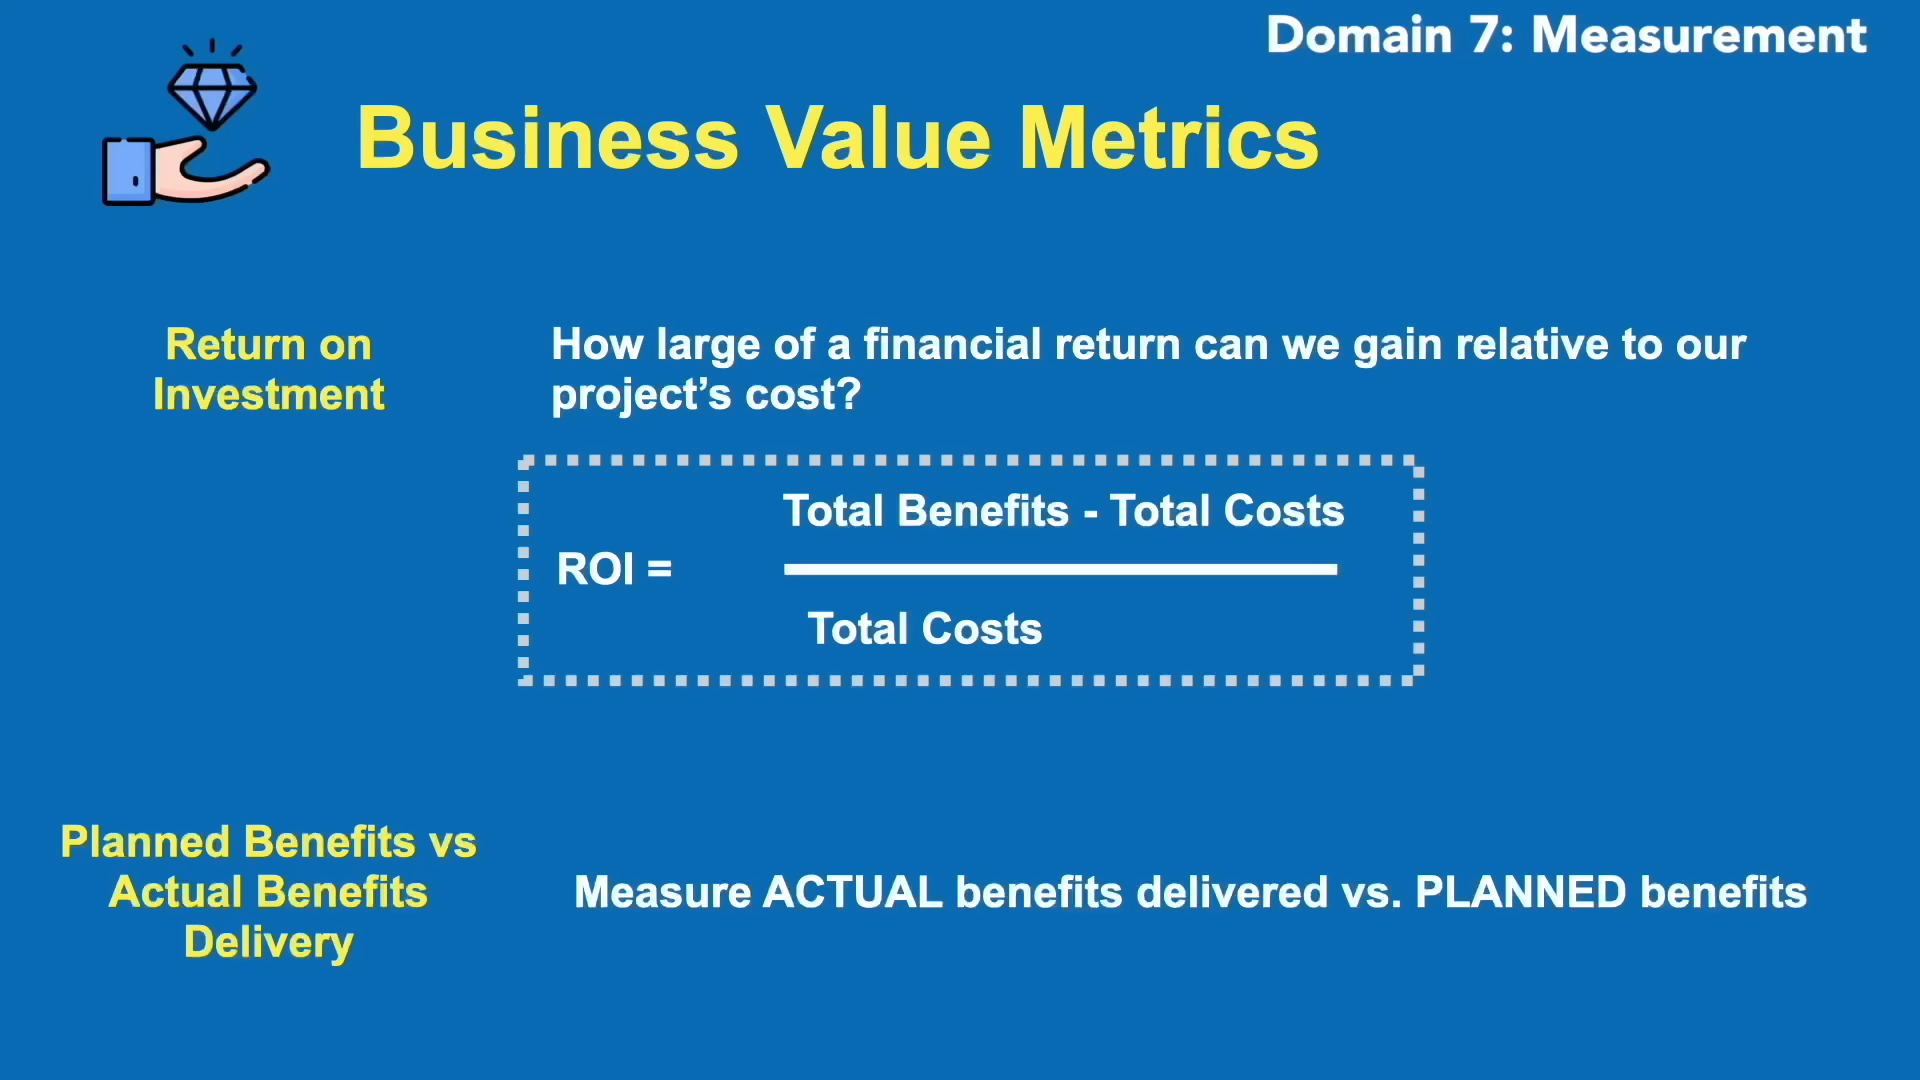 Domain 7: Measurement
Business Value Metrics
Return on
Investment
How large of a financial return can we gain relative to our
project’s cost?
Total Benefits - Total Costs
ROI =
Total Costs
Planned Benefits vs
Actual Benefits
Delivery
Measure ACTUAL benefits delivered vs. PLANNED benefits